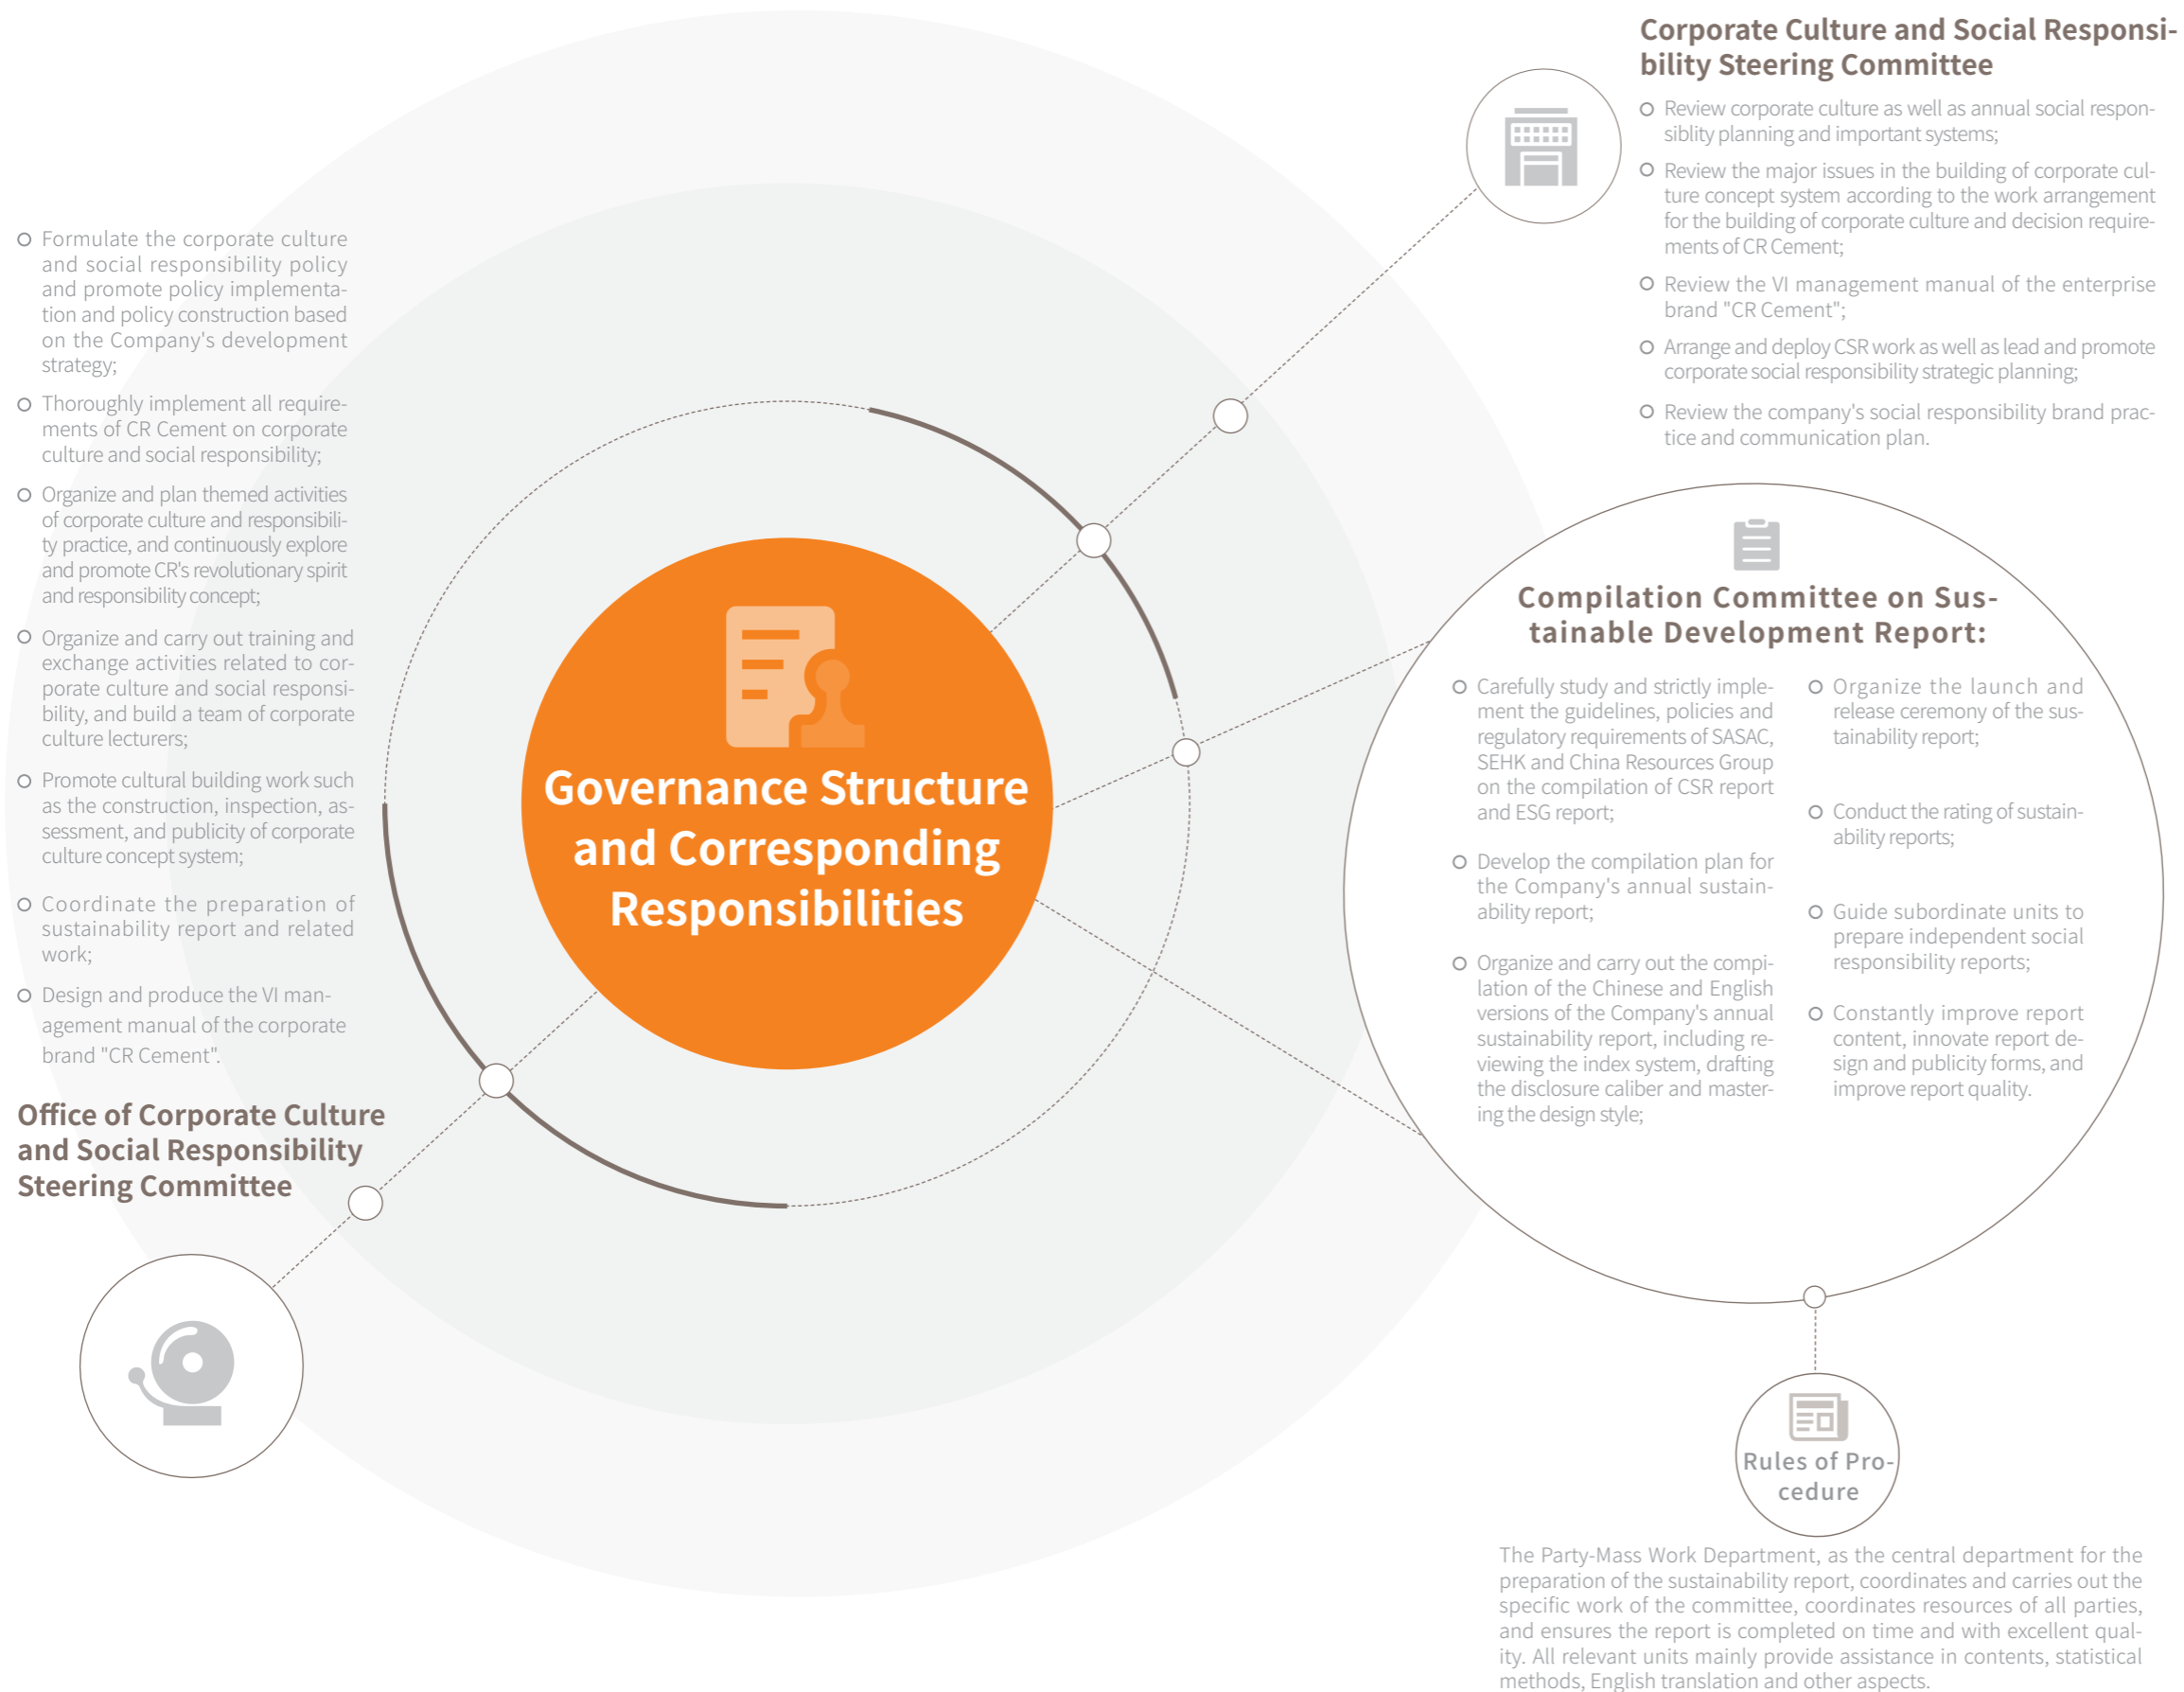 Corporate Culture and Social Responsi-
bility Steering Committee
Review corporate culture as well as annual social respon-
siblity planning and important systems;
Review the major issues in the building of corporate cul-
ture concept system according to the work arrangement
for the building of corporate culture and decision require-
ments of CR Cement;
Review the VI management manual of the enterprise
brand "CR Cement";
Arrange and deploy CSR work as well as lead and promote
corporate social responsibility strategic planning;
Review the company's social responsibility brand prac-
tice and communication plan.
Formulate the corporate culture
and social responsibility policy
and promote policy implementa-
tion and policy construction based
on the Company's development
strategy;
Thoroughly implement all require-
ments of CR Cement on corporate
culture and social responsibility;
Organize and plan themed activities
of corporate culture and responsibili-
ty practice, and continuously explore
and promote CR's revolutionary spirit
and responsibility concept;
Organize and carry out training and
exchange activities related to cor-
porate culture and social responsi-
bility, and build a team of corporate
culture lecturers;
Promote cultural building work such
as the construction, inspection, as-
sessment, and publicity of corporate
culture concept system;
Coordinate the preparation of
sustainability report and related
work;
Design and produce the VI man-
agement manual of the corporate
brand "CR Cement".
Office of Corporate Culture
and Social Responsibility
Steering Committee
Governance Structure
and Corresponding
Responsibilities
Compilation Committee on Sus-
tainable Development Report:
Carefully study and strictly imple-
ment the guidelines, policies and
regulatory requirements of SASAC,
SEHK and China Resources Group
on the compilation of CSR report
and ESG report;
Develop the compilation plan for
the Company's annual sustain-
ability report;
Organize and carry out the compi-
lation of the Chinese and English
versions of the Company's annual
sustainability report, including re-
viewing the index system, drafting
the disclosure caliber and master-
ing the design style;
Organize the launch and
release ceremony of the sus-
tainability report;
Conduct the rating of sustain-
ability reports;
Guide subordinate units to
prepare independent social
responsibility reports;
Constantly improve report
content, innovate report de-
sign and publicity forms, and
improve report quality.
Rules of Pro-
cedure
The Party-Mass Work Department, as the central department for the
preparation of the sustainability report, coordinates and carries out the
specific work of the committee, coordinates resources of all parties,
and ensures the report is completed on time and with excellent qual-
ity. All relevant units mainly provide assistance in contents, statistical
methods, English translation and other aspects.